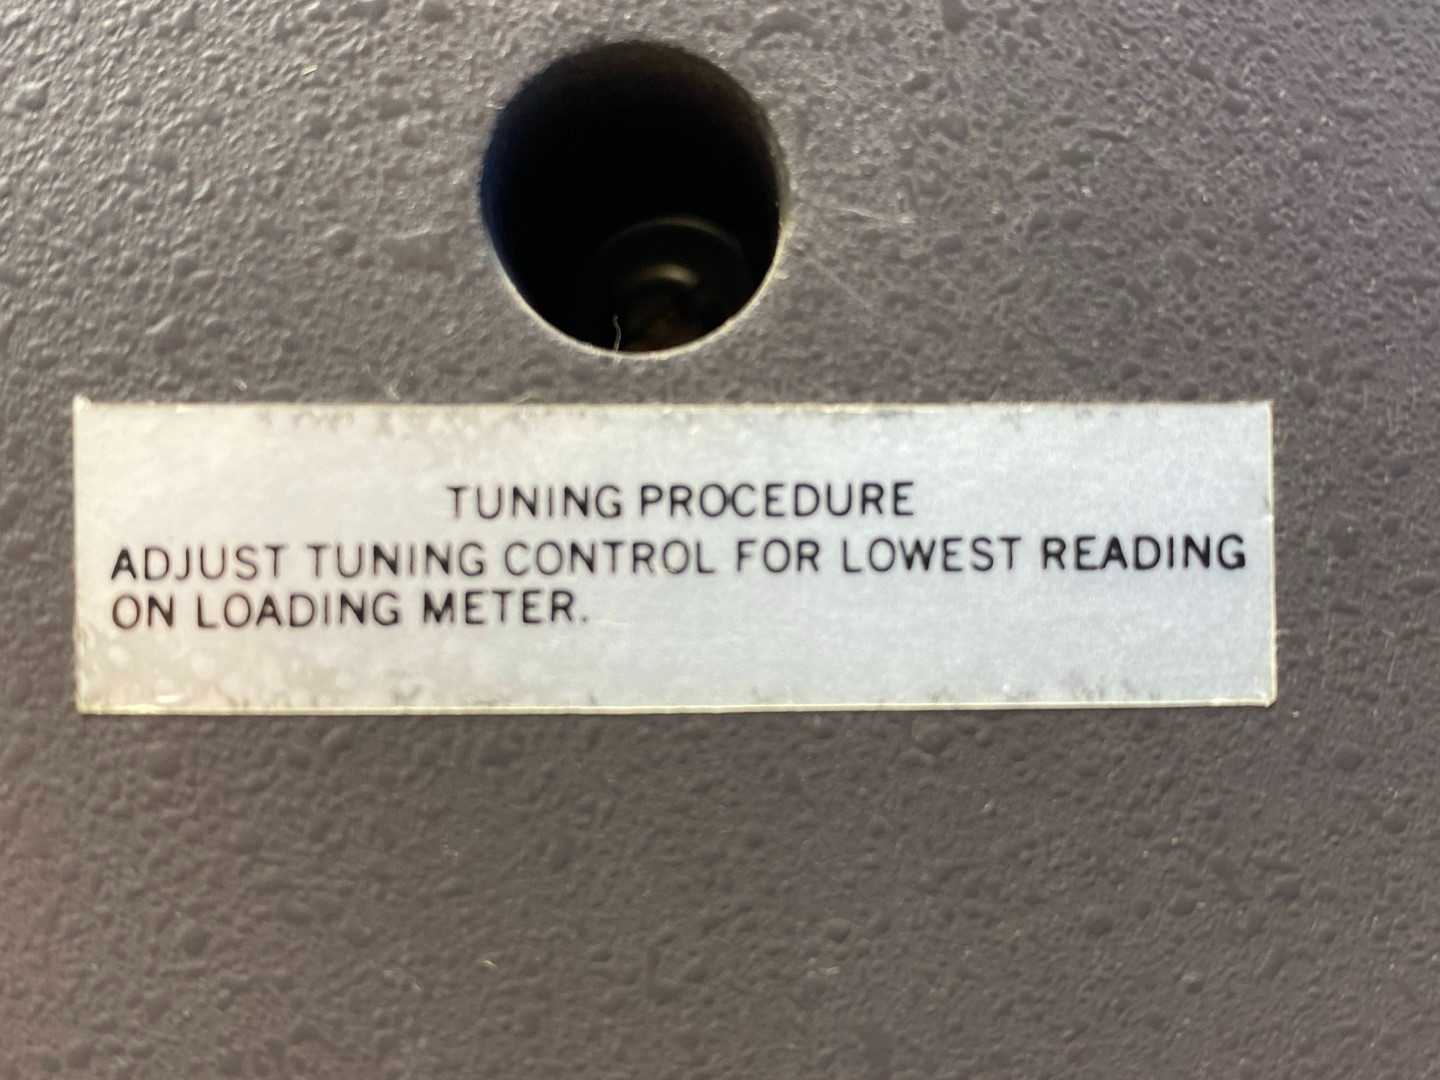 TUNING PROCEDURE
ADJUST TUNING CONTROL FOR LOWEST READING
ON LOADING METER.